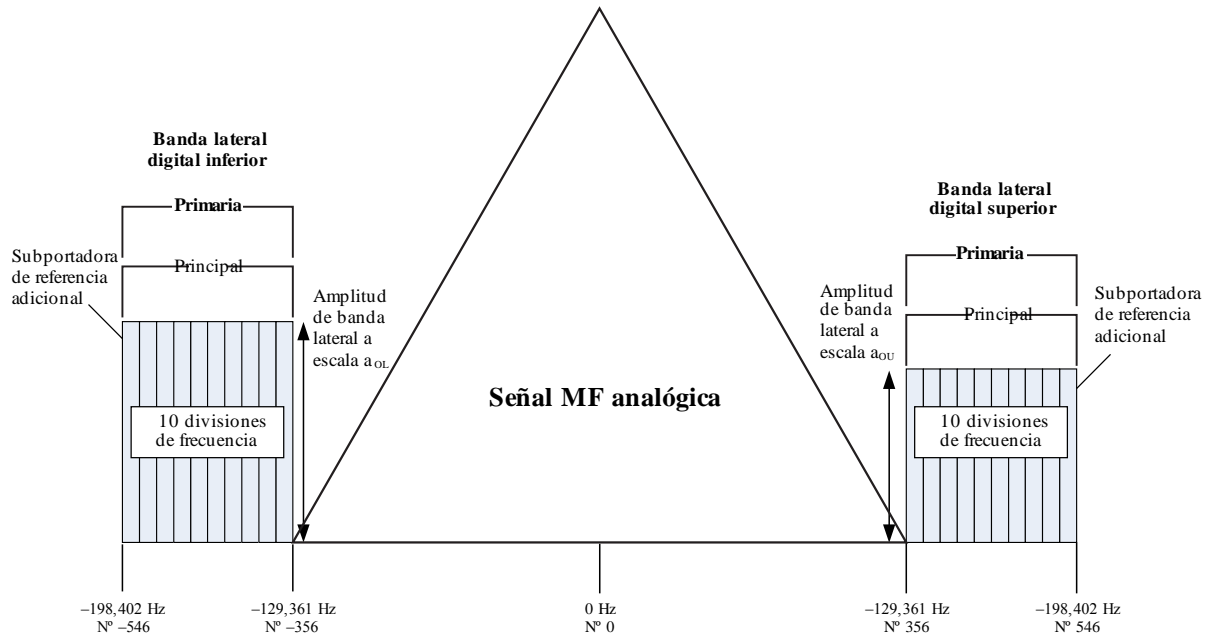 Banda lateral
digital inferior
Primaria
Principal
Subportadora
de referencia
adicional
Amplitud
de banda
lateral a
escala aOL
10 divisiones
de frecuencia
Señal MF analógica
Banda lateral
digital superior
Primaria
Principal
Amplitud
de banda
lateral a
escala aOU
Subportadora
de referencia
adicional
10 divisiones
de frecuencia
–198,402 Hz
Nº –546
–129,361 Hz
Nº –356
0 Hz
Nº 0
–129,361 Hz
Nº 356
–198,402 Hz
Nº 546